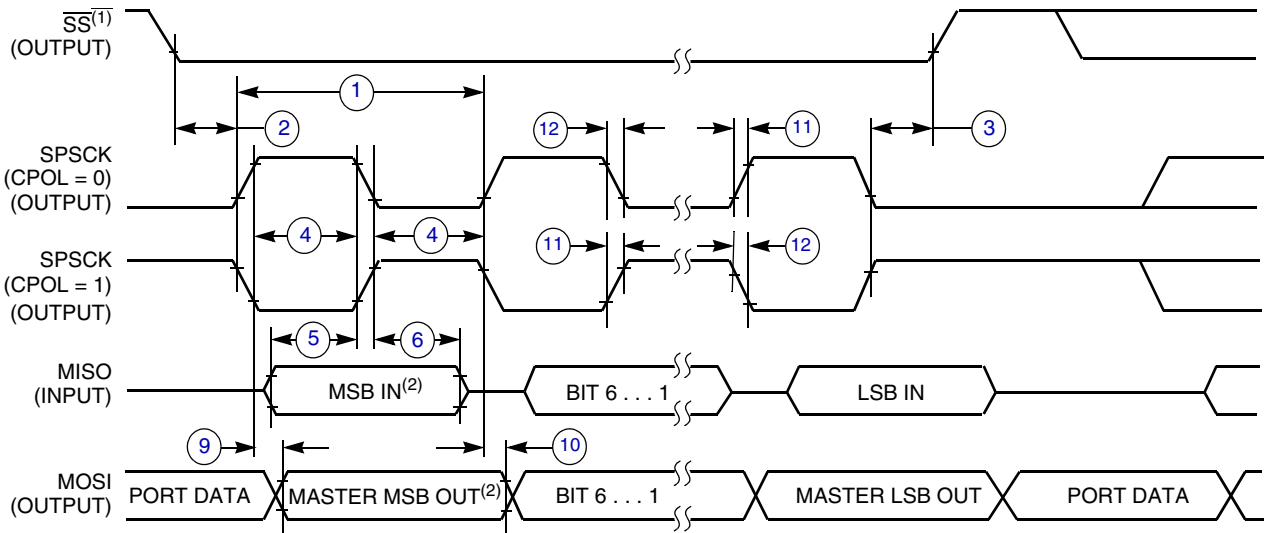 SS(1)
(OUTPUT)
1
2
12
11
3
SPSCK
(CPOL = 0)
(OUTPUT)
4
4
11
12
SPSCK
(CPOL = 1)
(OUTPUT)
5
6
MISO
(INPUT)
MSB IN(2)
BIT 6 . . . 1
LSB IN
9
10
MOSI
(OUTPUT)
PORT DATA
MASTER MSB OUT(2)
BIT 6 . . . 1
MASTER LSB OUT
PORT DATA